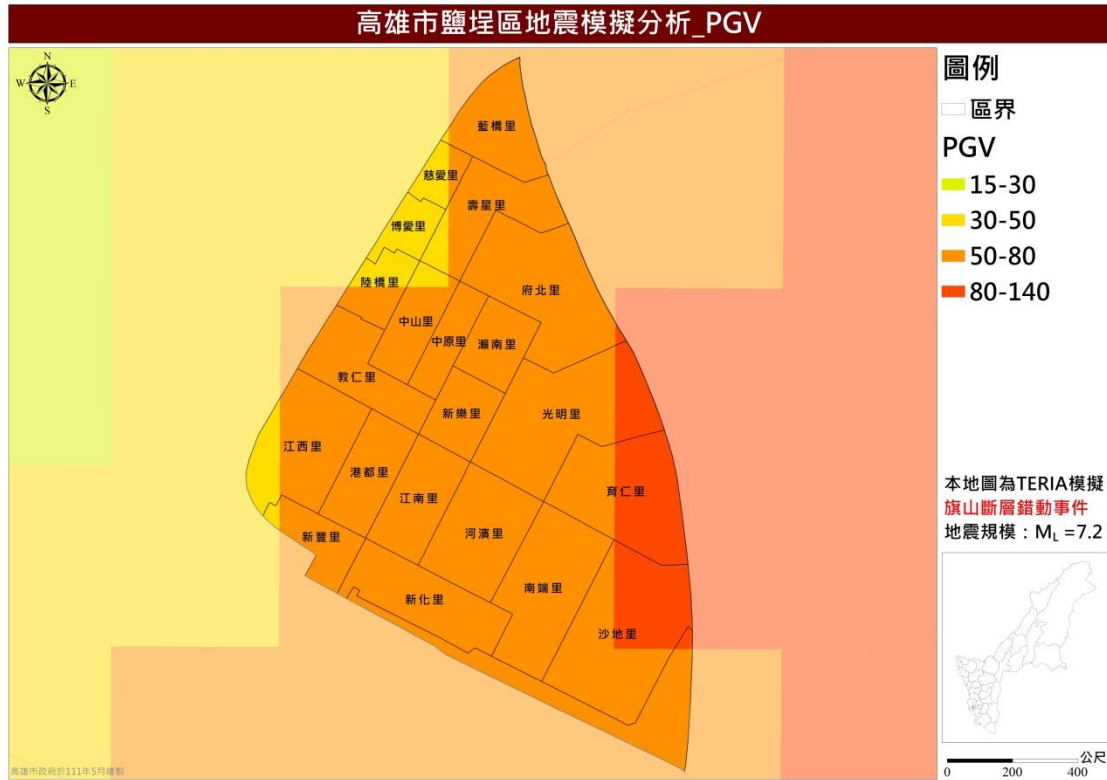 高雄市鹽埕區地震模擬分析_PGV
N
W
E
S
圖例
區界
PGV
15-30
30-50
50-80
80-140
藍橋里
慈愛里
壽星里
博愛里
陸橋里
府北里
中山里
中原里
瀨南里
教仁里
新樂里
光明里
江西里
港都里
江南里
育仁里
新豐里
河濱里
南端里
新化里
沙地里
本地圖為TERIA模擬
旗山斷層錯動事件
地震規模：ML =7.2
公尺
0 200 400
高雄市政府於111年5月繪製